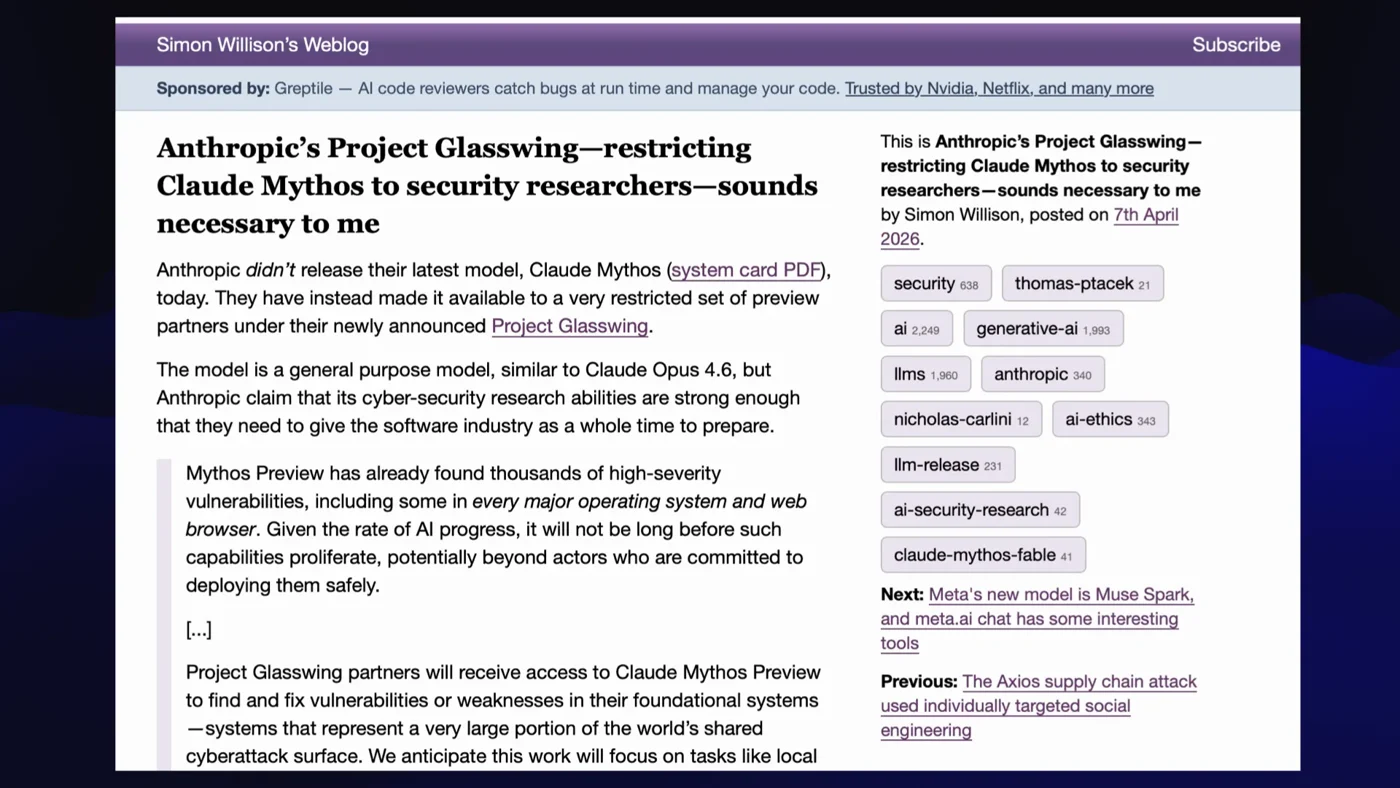 Simon Willison’s Weblog
Subscribe
Sponsored by: Greptile — AI code reviewers catch bugs at run time and manage your code. Trusted by Nvidia, Netflix, and many more
Anthropic’s Project Glasswing—restricting
Claude Mythos to security researchers—sounds
necessary to me
Anthropic didn’t release their latest model, Claude Mythos (system card PDF),
today. They have instead made it available to a very restricted set of preview
partners under their newly announced Project Glasswing.
The model is a general purpose model, similar to Claude Opus 4.6, but
Anthropic claim that its cyber-security research abilities are strong enough
that they need to give the software industry as a whole time to prepare.
Mythos Preview has already found thousands of high-severity
vulnerabilities, including some in every major operating system and web
browser. Given the rate of AI progress, it will not be long before such
capabilities proliferate, potentially beyond actors who are committed to
deploying them safely.
[...]
Project Glasswing partners will receive access to Claude Mythos Preview
to find and fix vulnerabilities or weaknesses in their foundational systems
—systems that represent a very large portion of the world’s shared
cyberattack surface. We anticipate this work will focus on tasks like local
This is Anthropic’s Project Glasswing—
restricting Claude Mythos to security
researchers—sounds necessary to me
by Simon Willison, posted on 7th April
2026.
security 638 thomas-ptacek 21
ai 2,249 generative-ai 1,993
llms 1,960 anthropic 340
nicholas-carlini 12 ai-ethics 343
llm-release 231
ai-security-research 42
claude-mythos-fable 41
Next: Meta's new model is Muse Spark,
and meta.ai chat has some interesting
tools
Previous: The Axios supply chain attack
used individually targeted social
engineering